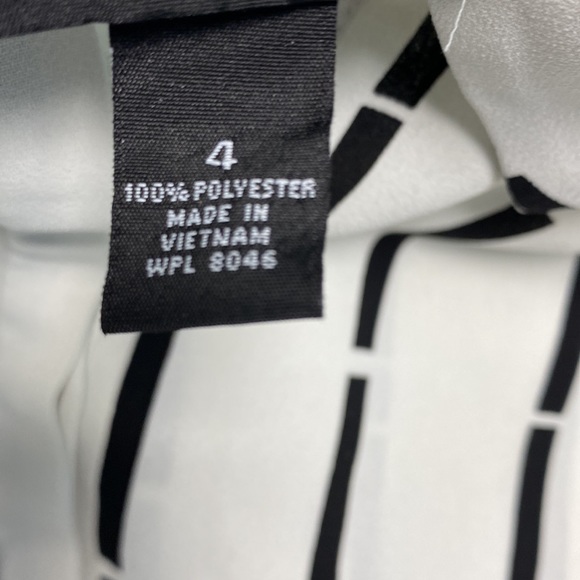 4
100% POLYESTER
MADE IN
VIETNAM
WPL 8046